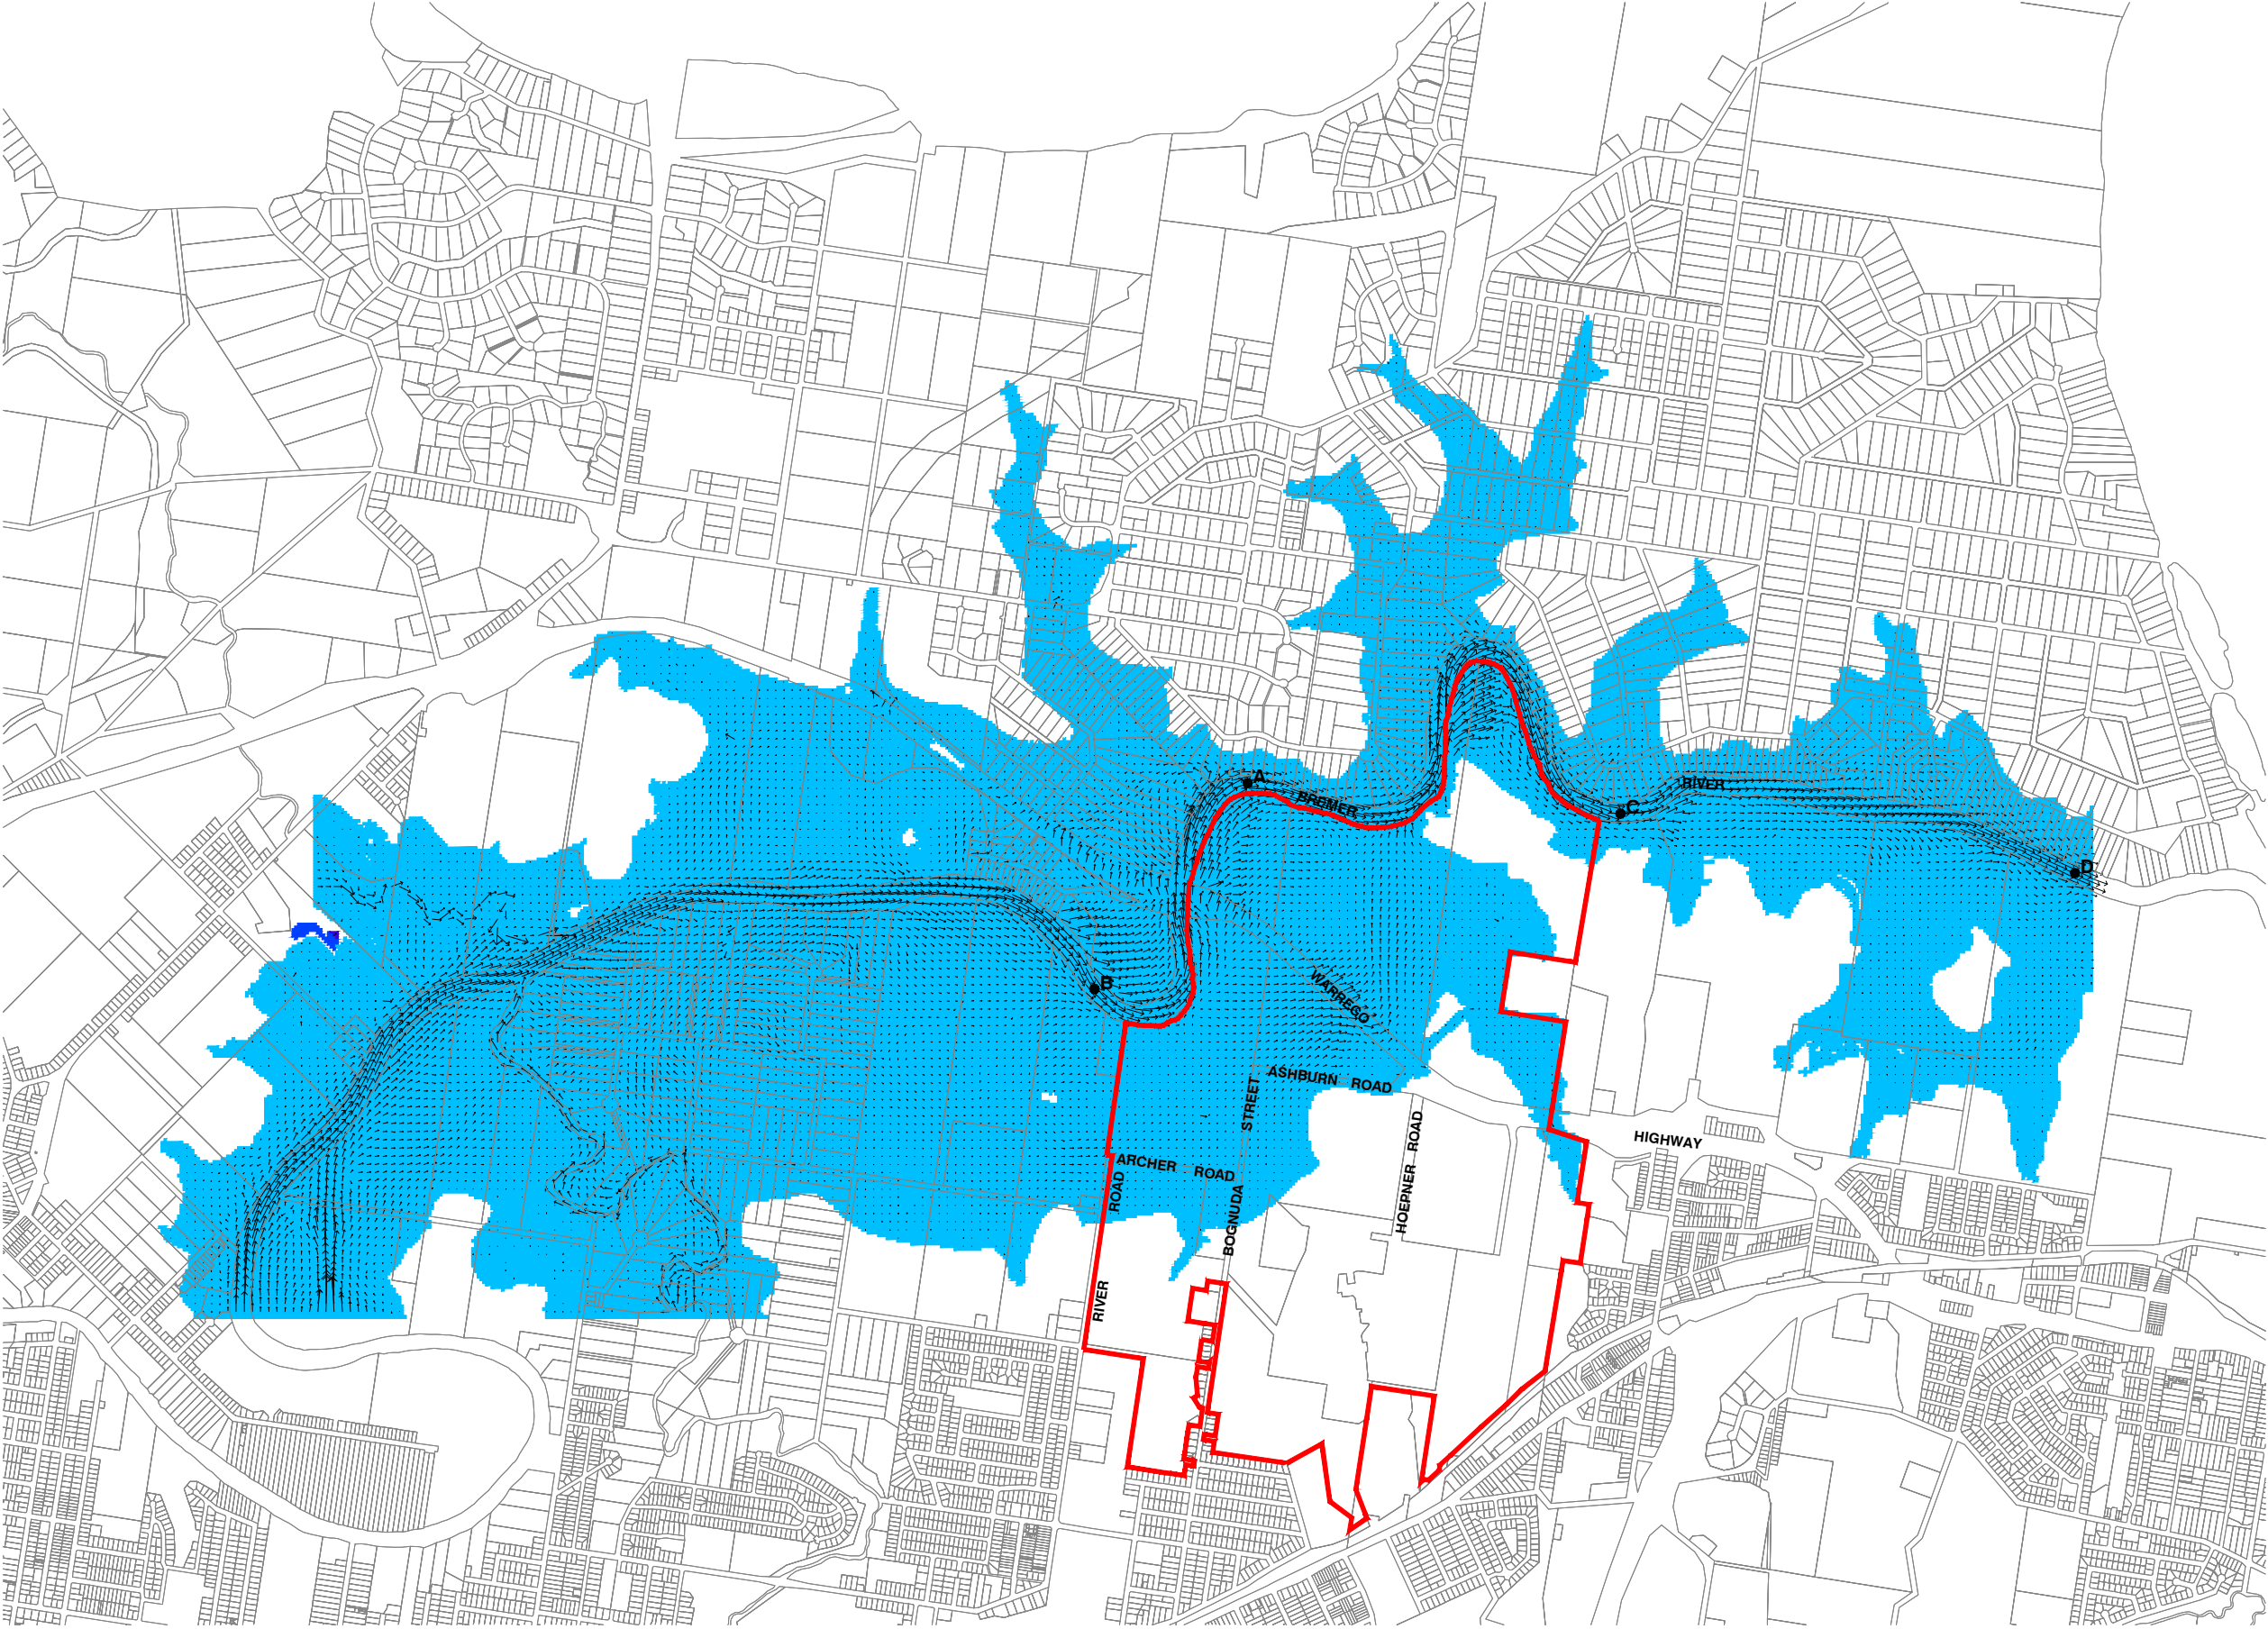 A
BREMER
RIVER
C
D
B
WARREGO
ASHBURN ROAD
STREET
HIGHWAY
ARCHER ROAD
ROAD
HOEPNER ROAD
BOGNUDA
RIVER